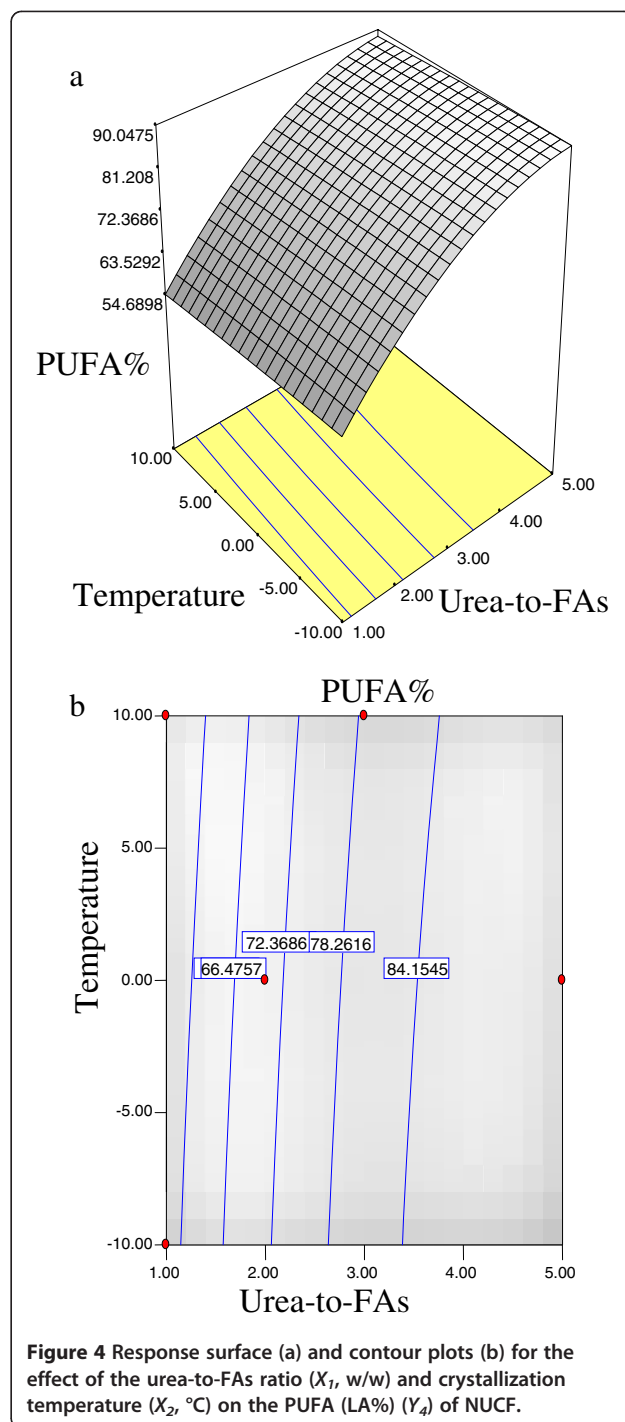 a
90.0475
81.208
72.3686
63.5292
54.6898
PUFA%
10.00
5.00
0.00
-5.00
-10.00
Temperature
5.00
4.00
3.00
2.00
1.00
Urea-to-FAs
b
PUFA%
10.00
5.00
0.00
-5.00
-10.00
Temperature
66.4757
72.3686
78.2616
84.1545
1.00 2.00 3.00 4.00 5.00
Urea-to-FAs
Figure 4 Response surface (a) and contour plots (b) for the
effect of the urea-to-FAs ratio (X1, w/w) and crystallization
temperature (X2, °C) on the PUFA (LA%) (Y4) of NUCF.